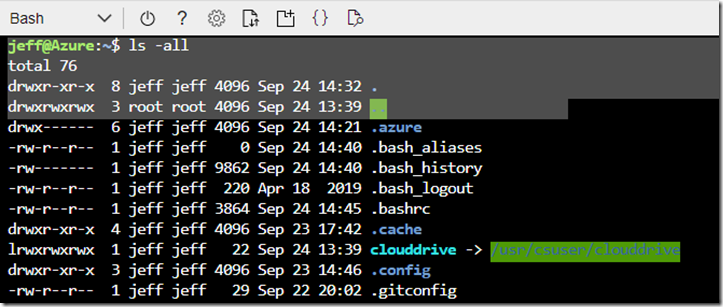 Bash
jeff@Azure:~$ ls -all
total 76
drwxr-xr-x  8 jeff jeff 4096 Sep 24 14:32 .
drwxrwxrwx  3 root root 4096 Sep 24 13:39 ..
drwx------  6 jeff jeff 4096 Sep 24 14:21 .azure
-rw-r--r--  1 jeff jeff    0 Sep 24 14:40 .bash_aliases
-rw-------  1 jeff jeff 9862 Sep 24 14:40 .bash_history
-rw-r--r--  1 jeff jeff  220 Apr 18  2019 .bash_logout
-rw-r--r--  1 jeff jeff 3864 Sep 24 14:45 .bashrc
drwxr-xr-x  4 jeff jeff 4096 Sep 23 17:42 .cache
lrwxrwxrwx  1 jeff jeff   22 Sep 24 13:39 clouddrive -> /usr/csuser/clouddrive
drwxr-xr-x  3 jeff jeff 4096 Sep 23 14:46 .config
-rw-r--r--  1 jeff jeff   29 Sep 22 20:02 .gitconfig